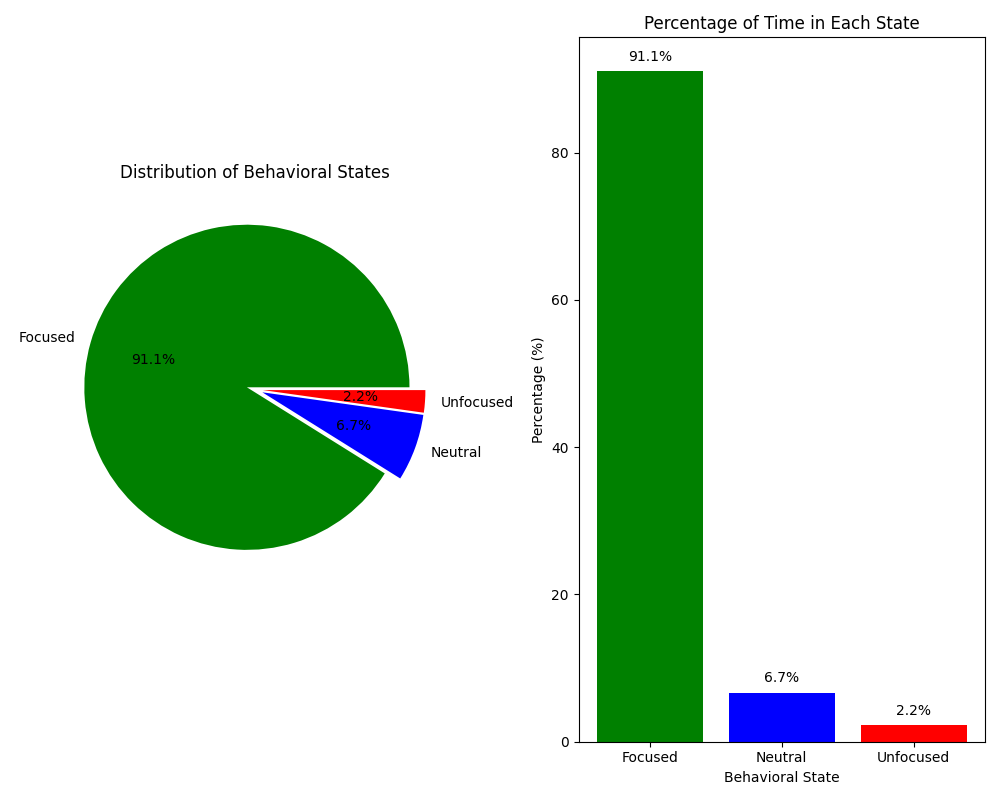 Distribution of Behavioral States
Focused
91.1%
2.2%
Unfocused
6.7%
Neutral
Percentage of Time in Each State
91.1%
80
60
Percentage (%)
40
20
6.7%
2.2%
0
Focused Neutral Unfocused
Behavioral State